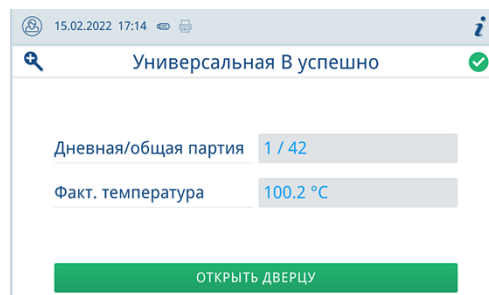 15.02.2022 17:14
i
Универсальная B успешно
Дневная/общая партия 1 / 42
Факт. температура 100.2 °C
ОТКРЫТЬ ДВЕРЦУ